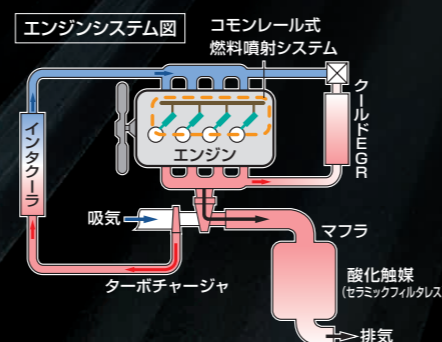 エンジンシステム図
コモンレール式
燃料噴射システム
クールドEGR
インタクーラ
エンジン
吸気
マフラ
ターボチャージャ
酸化触媒
(セラミックフィルタレス
排気